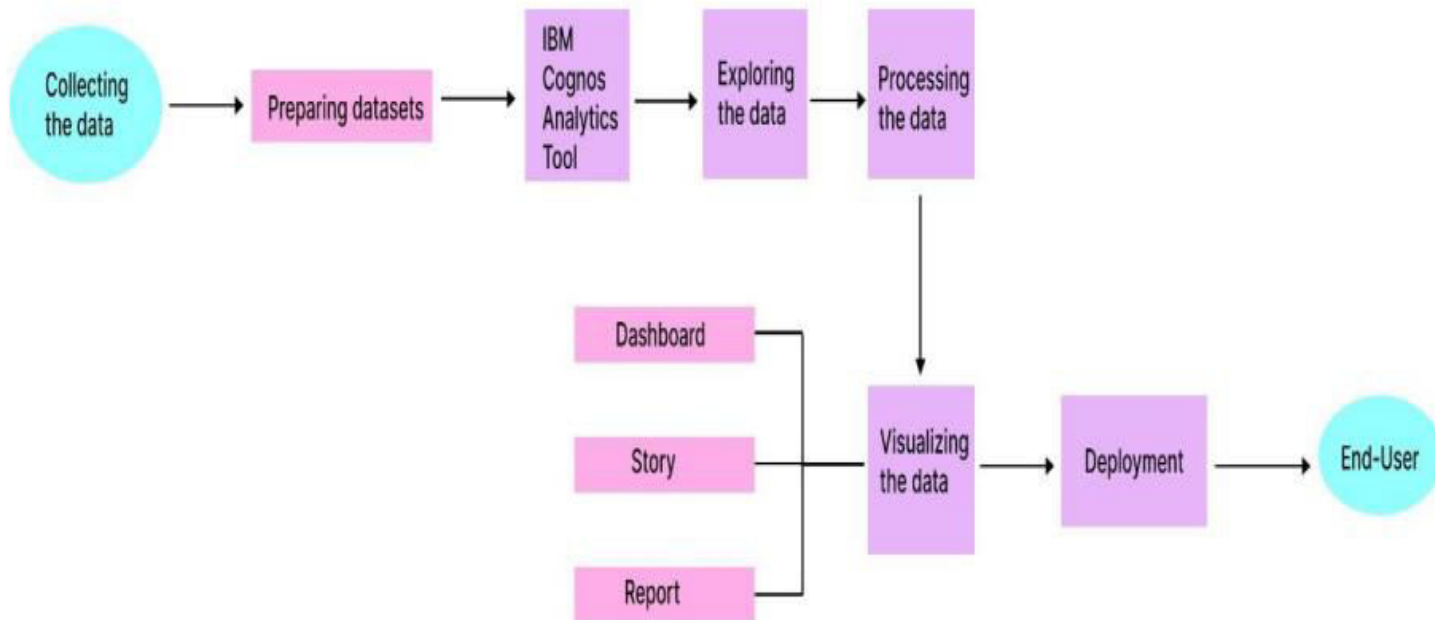 Collecting
the data
Preparing datasets
IBM
Cognos
Analytics
Tool
Exploring
the data
Processing
the data
Dashboard
Story
Report
Visualizing
the data
Deployment
End-User